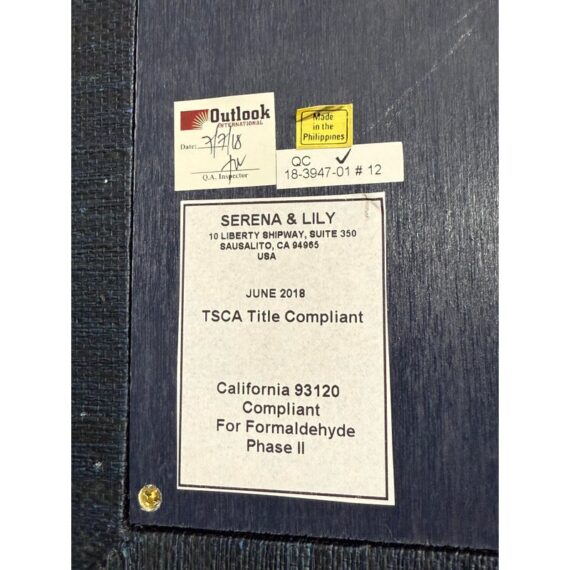 Outlook
INTERNATIONAL
Date: 7/7/18
Q.A. Inspector
Made
in the
Philippines
QC ✓
18-3947-01 # 12
SERENA & LILY
10 LIBERTY SHIPWAY, SUITE 350
SAUSALITO, CA 94965
USA
JUNE 2018
TSCA Title Compliant
California 93120
Compliant
For Formaldehyde
Phase II